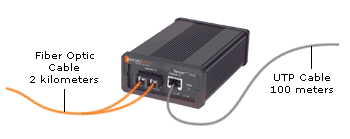 Fiber Optic
Cable
2 kilometers
UTP Cable
100 meters